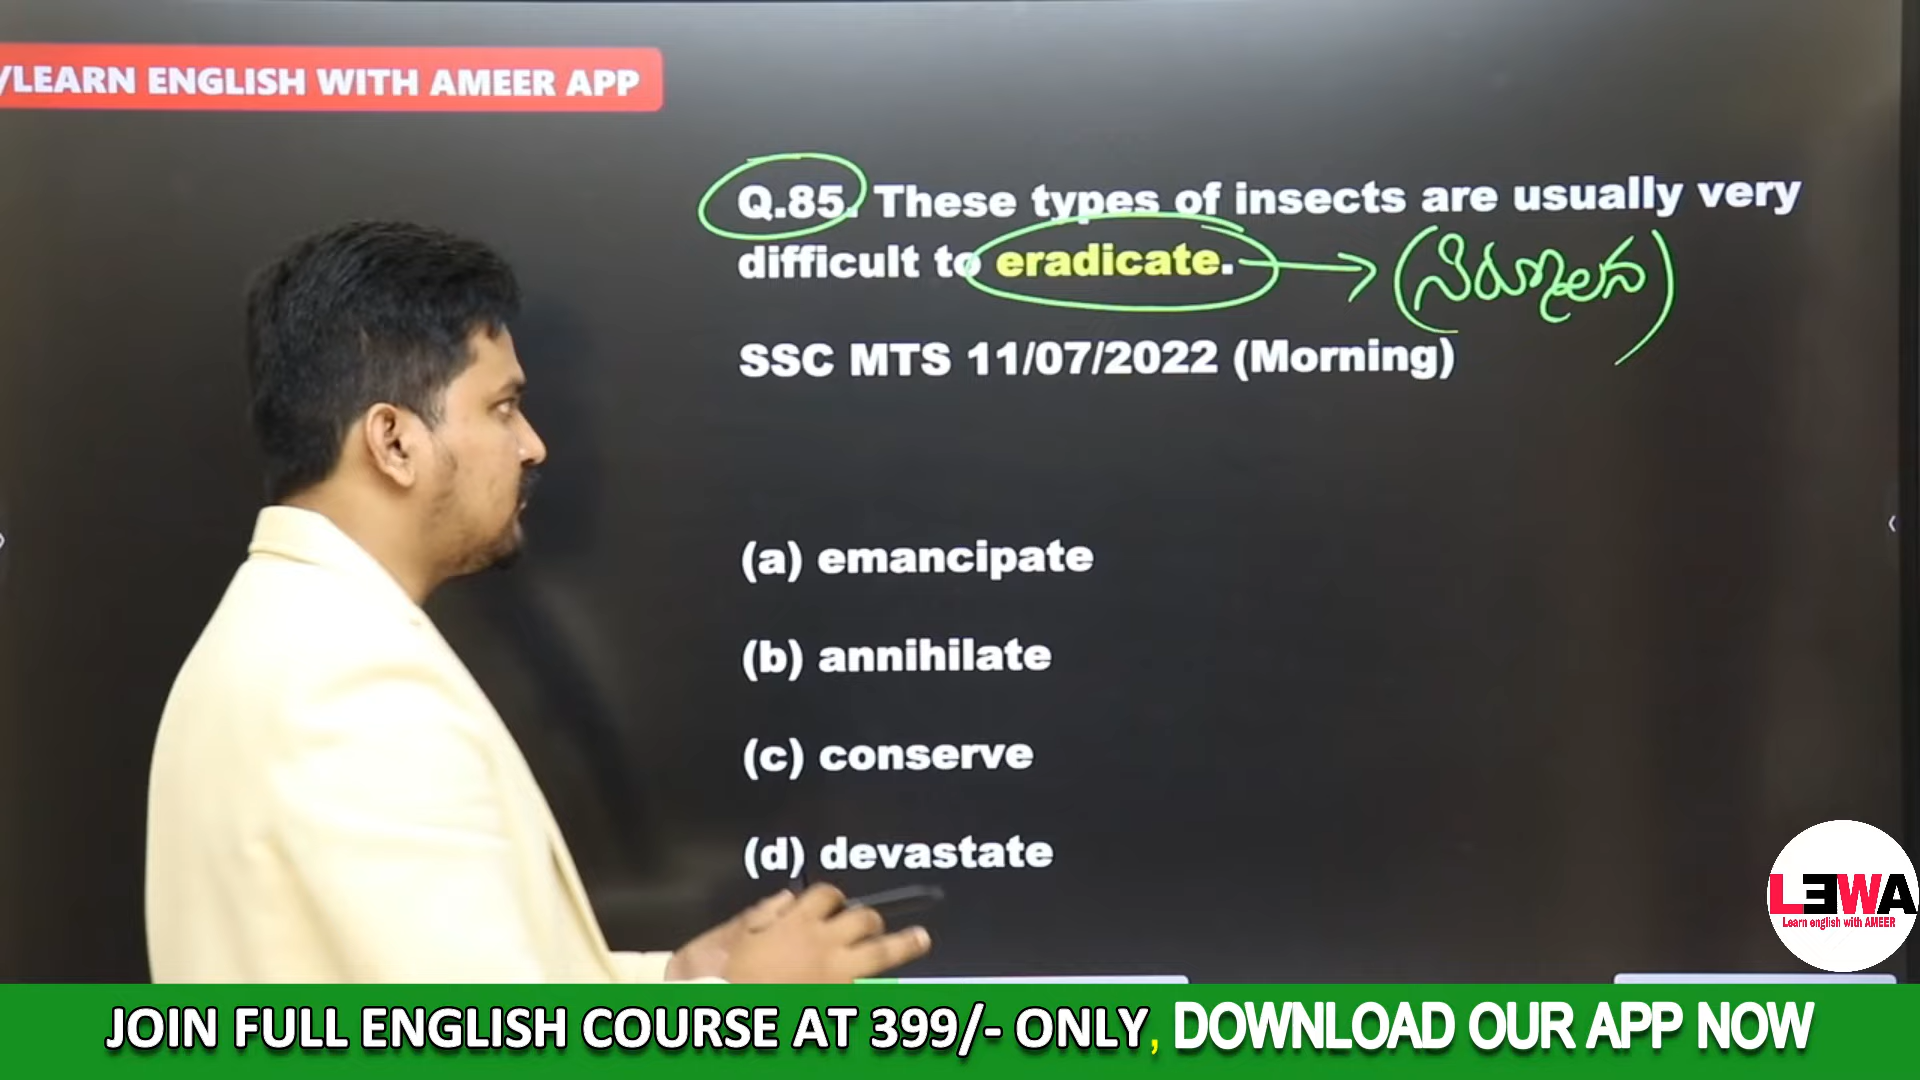 /LEARN ENGLISH WITH AMEER APP
Q.85. These types of insects are usually very
difficult to eradicate. → (నిర్మూలన)
SSC MTS 11/07/2022 (Morning)
(a) emancipate
(b) annihilate
(c) conserve
(d) devastate
LEWA
Learn english with AMEER
JOIN FULL ENGLISH COURSE AT 399/- ONLY, DOWNLOAD OUR APP NOW